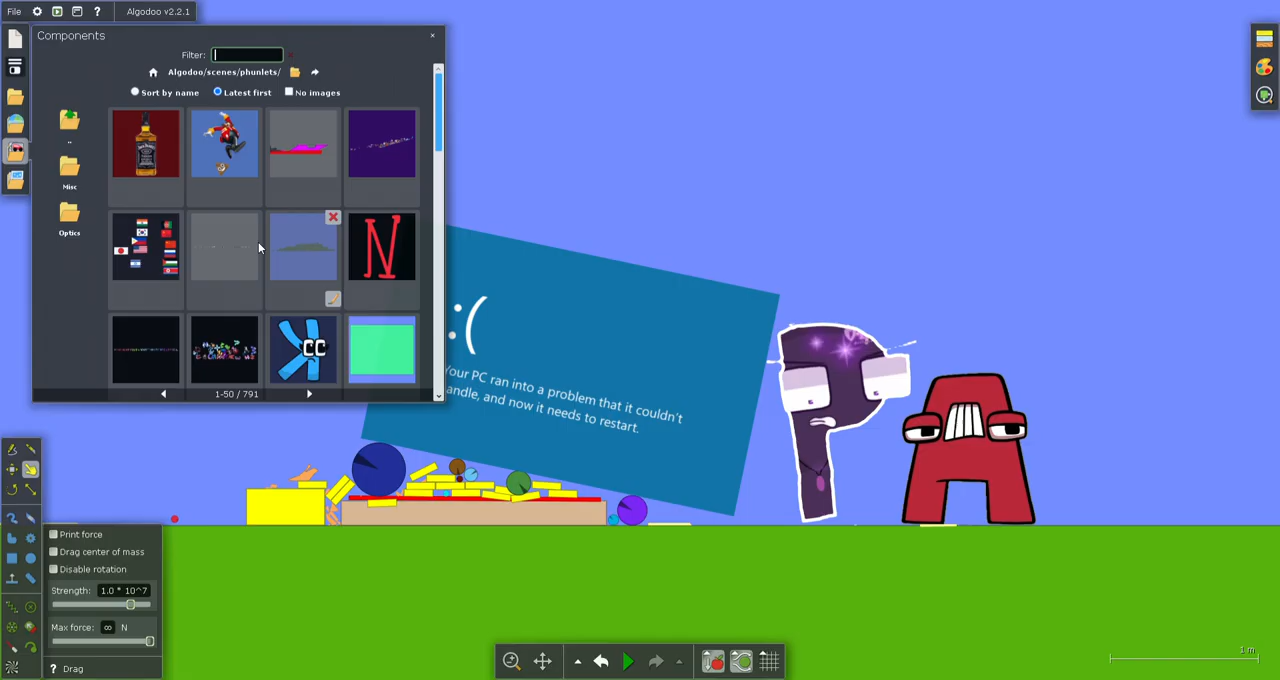 File ? Algodoo v2.2.1
Components ×
Filter:
Algodoo/scenes/phunlets/
Sort by name Latest first No images
..
Misc
Optics
N
CC
1-50 / 791
:(
our PC ran into a problem that it couldn't
andle, and now it needs to restart.
Print force
Drag center of mass
Disable rotation
Strength: 1.0 * 10^7
Max force: ∞ N
? Drag
1 m